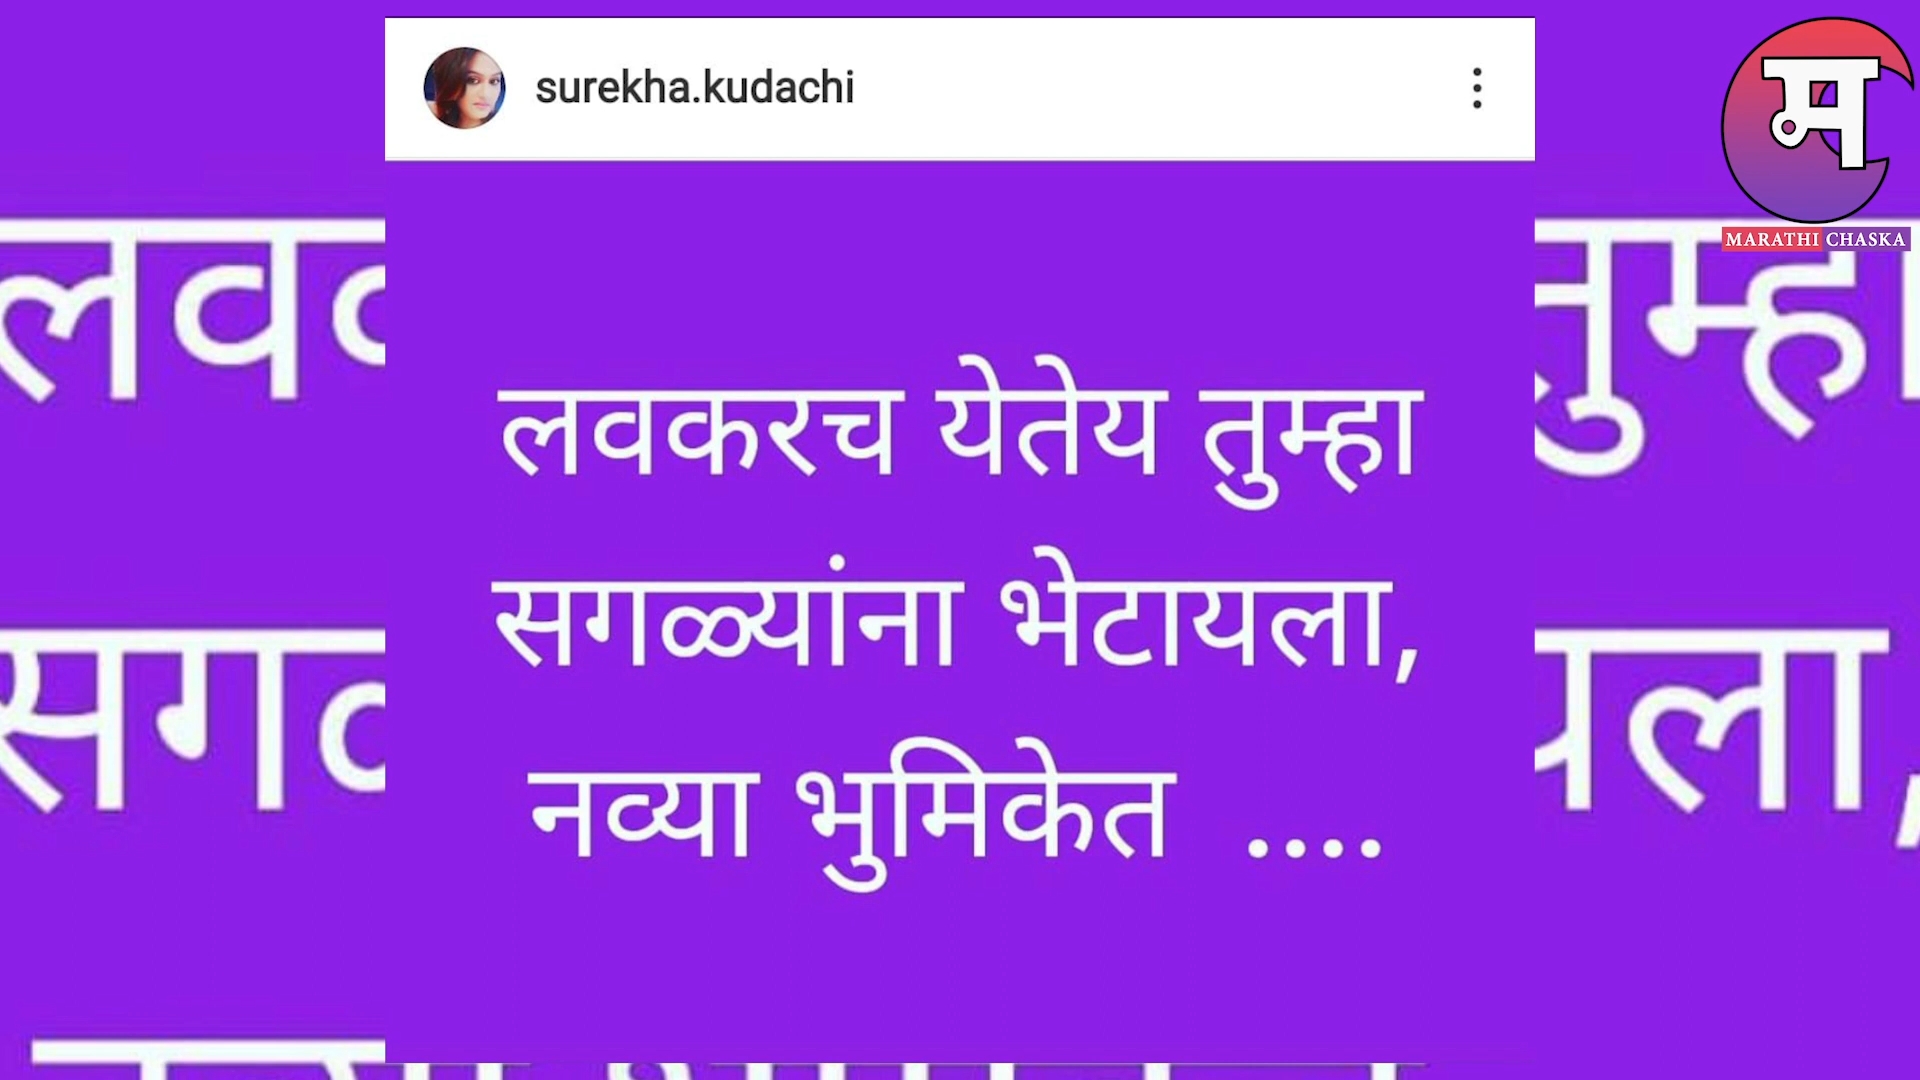 surekha.kudachi
लवकरच येतेय तुम्हा
सगळ्यांना भेटायला,
नव्या भुमिकेत ....
म
MARATHI CHASKA